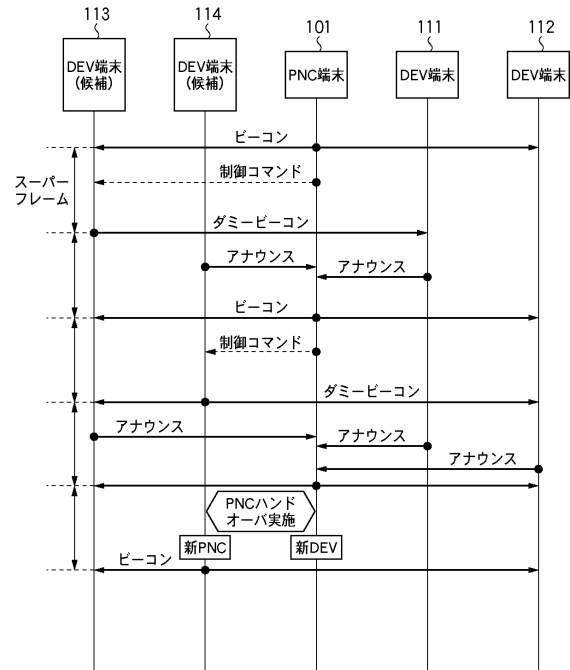 113
114
101
111
112
DEV端末
(候補)
DEV端末
(候補)
PNC端末
DEV端末
DEV端末
ビーコン
制御コマンド
スーパー
フレーム
ダミービーコン
アナウンス
アナウンス
ビーコン
制御コマンド
ダミービーコン
アナウンス
アナウンス
アナウンス
PNCハンド
オーバ実施
新PNC
新DEV
ビーコン